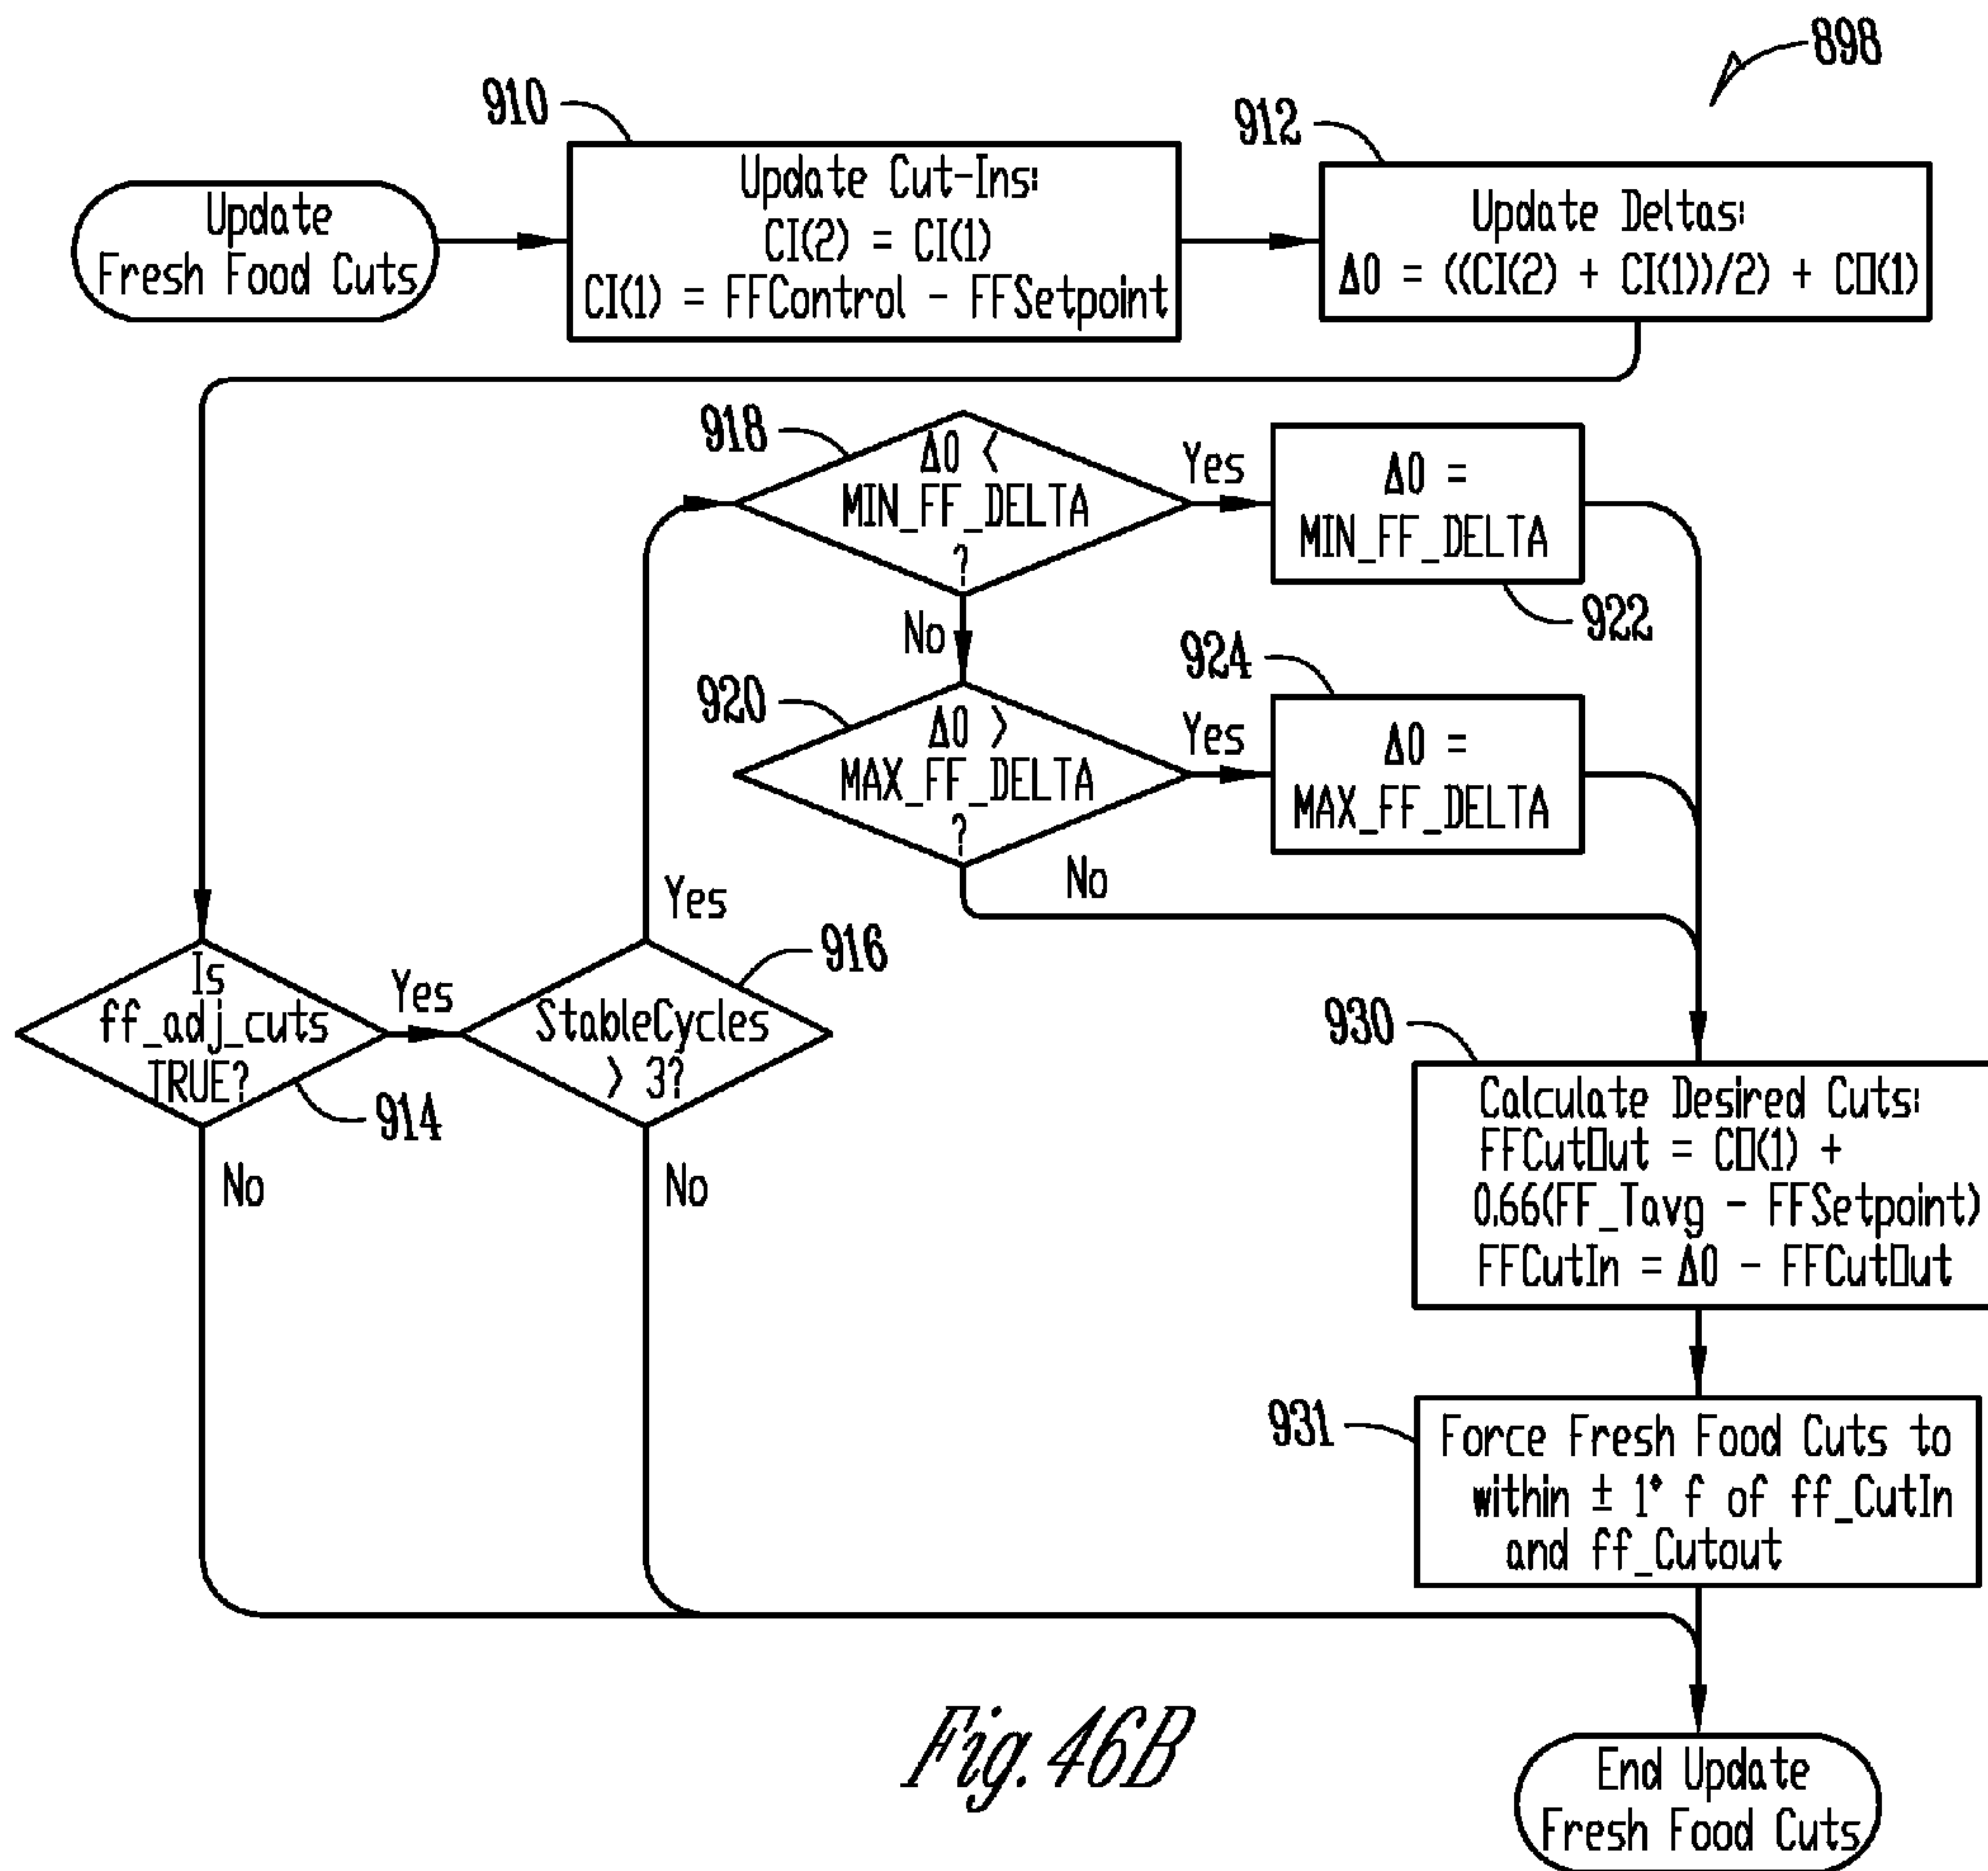 898
910
912
Update
Fresh Food Cuts
Update Cut-Ins:
CI(2) = CI(1)
CI(1) = FFControl - FFSetpoint
Update Deltas:
Δ0 = ((CI(2) + CI(1))/2) + CO(1)
918
Δ0 <
MIN_FF_DELTA
?
Yes
Δ0 =
MIN_FF_DELTA
922
No
920
Δ0 >
MAX_FF_DELTA
?
Yes
924
Δ0 =
MAX_FF_DELTA
No
Is
ff_adj_cuts
TRUE?
914
Yes
No
StableCycles
> 3?
916
Yes
No
930
Calculate Desired Cuts:
FFCutOut = CO(1) +
0.66(FF_Tavg - FFSetpoint)
FFCutIn = Δ0 - FFCutOut
931
Force Fresh Food Cuts to
within ± 1° f of ff_CutIn
and ff_Cutout
End Update
Fresh Food Cuts
Fig. 46B